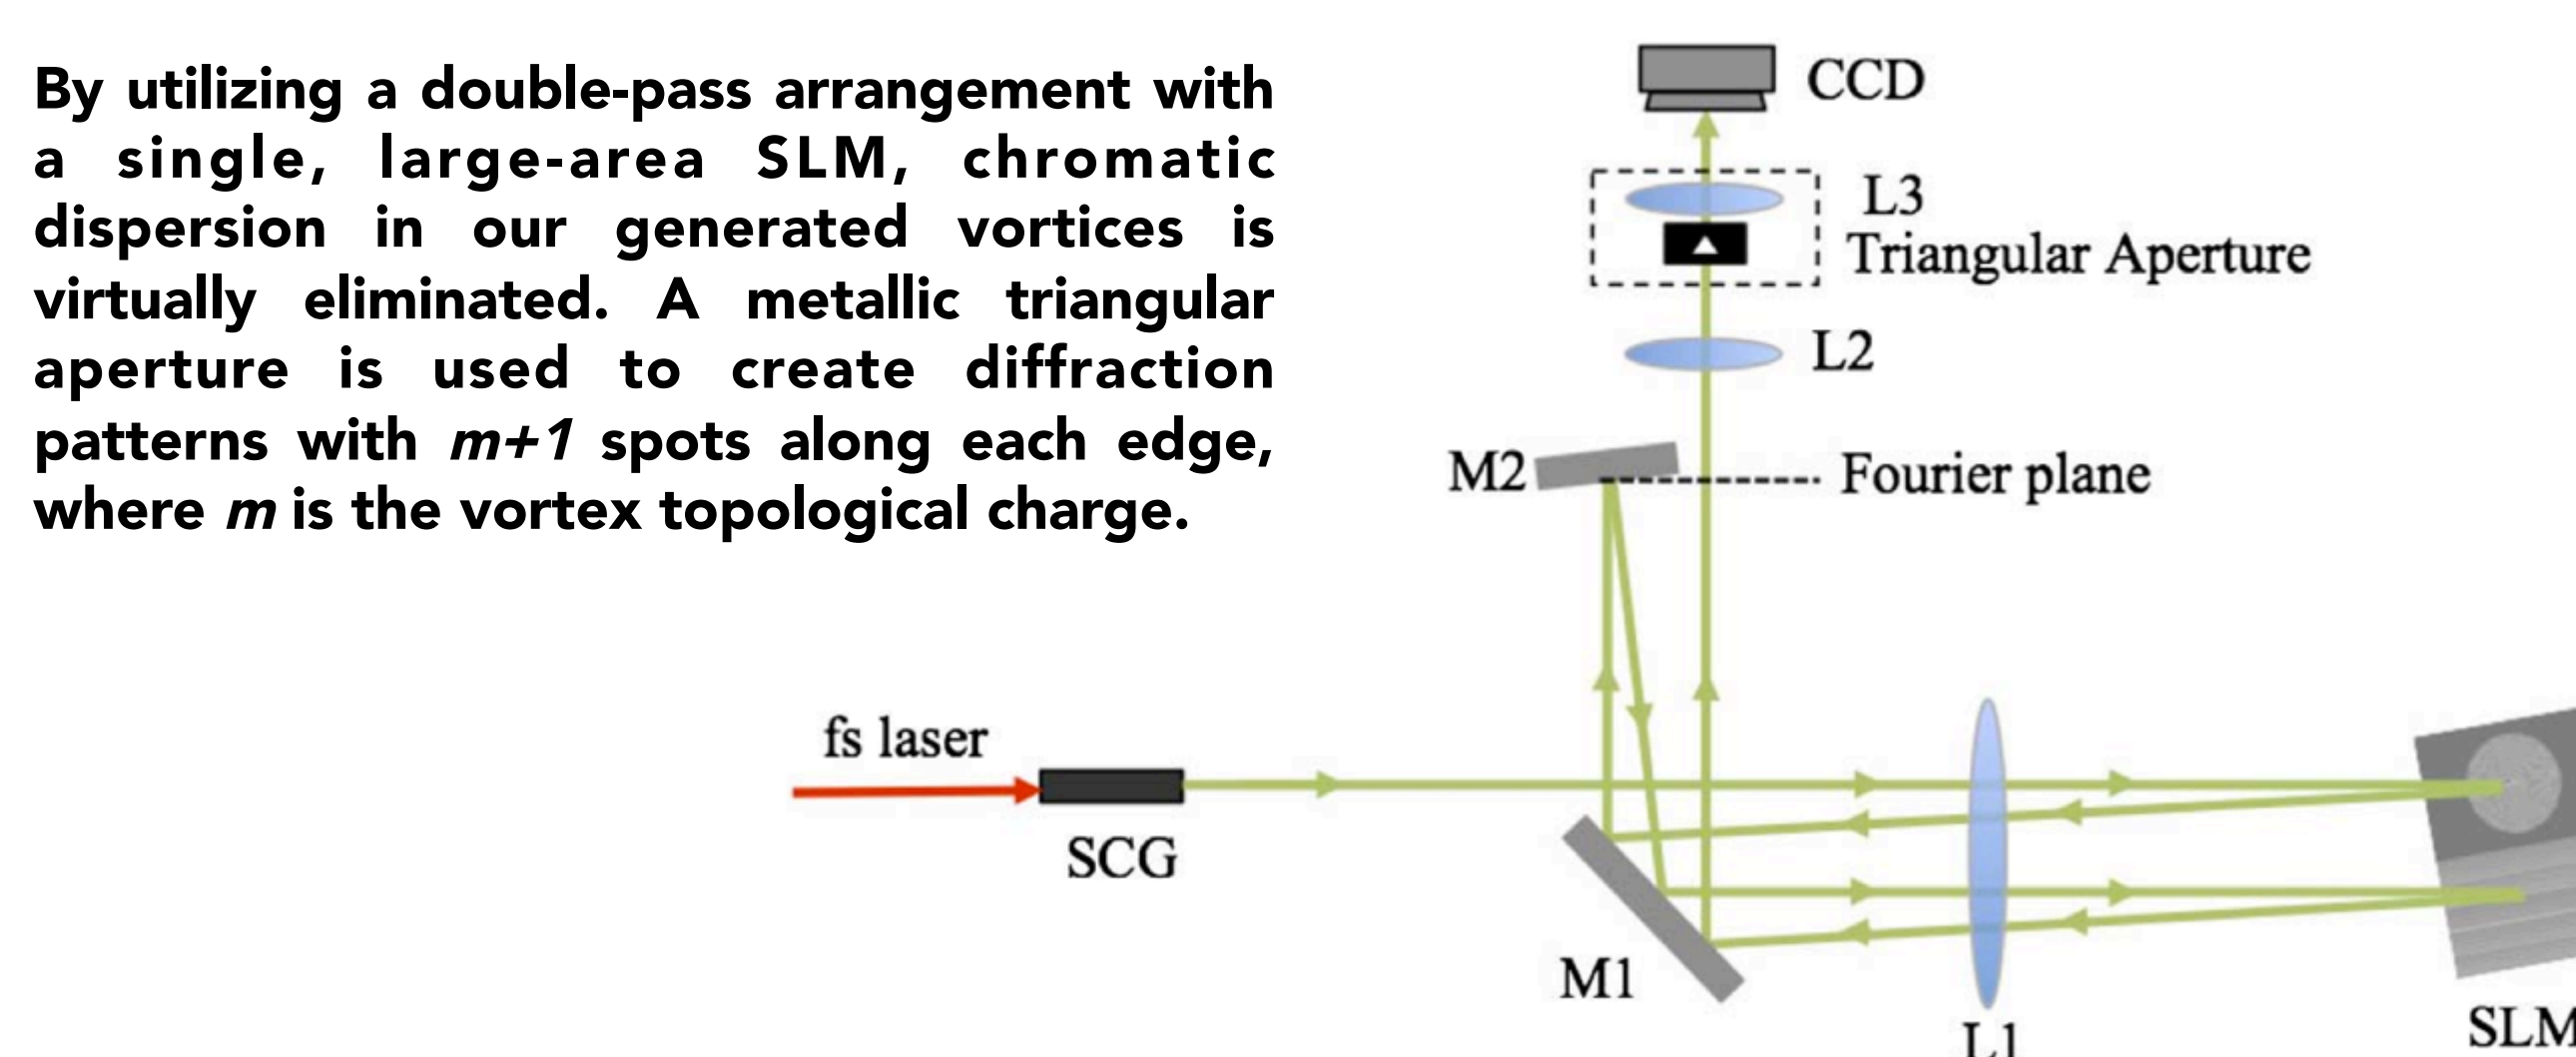 By utilizing a double-pass arrangement with
a single, large-area SLM, chromatic
dispersion in our generated vortices is
virtually eliminated. A metallic triangular
aperture is used to create diffraction
patterns with m+1 spots along each edge,
where m is the vortex topological charge.
CCD
L3
Triangular Aperture
L2
M2
Fourier plane
fs laser
SCG
M1
L1
SLM